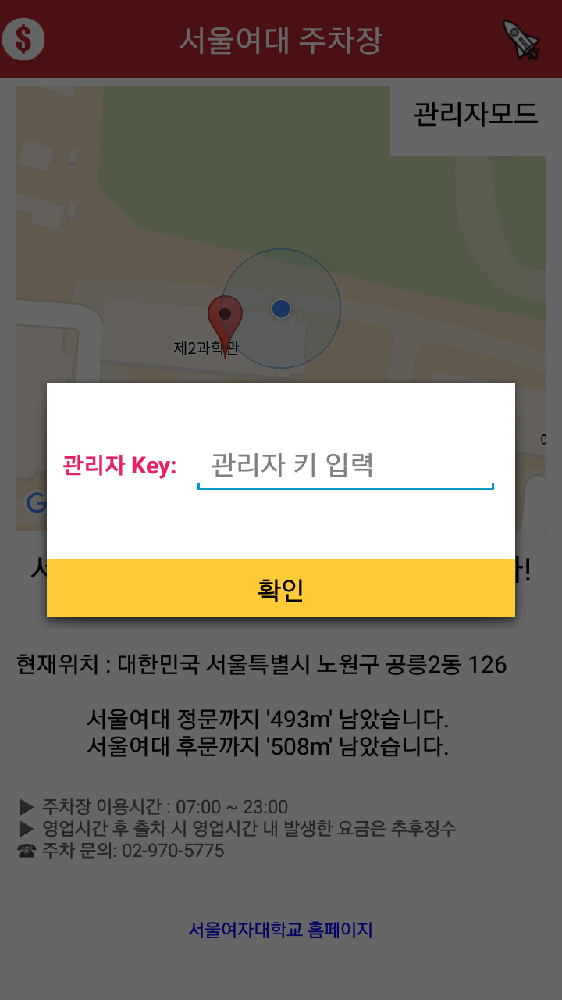 서울여대 주차장
관리자모드
제2과학관
관리자 Key:
관리자 키 입력
확인
현재위치 : 대한민국 서울특별시 노원구 공릉2동 126
서울여대 정문까지 '493m' 남았습니다.
서울여대 후문까지 '508m' 남았습니다.
▶ 주차장 이용시간 : 07:00 ~ 23:00
▶ 영업시간 후 출차 시 영업시간 내 발생한 요금은 추후징수
☎ 주차 문의: 02-970-5775
서울여자대학교 홈페이지